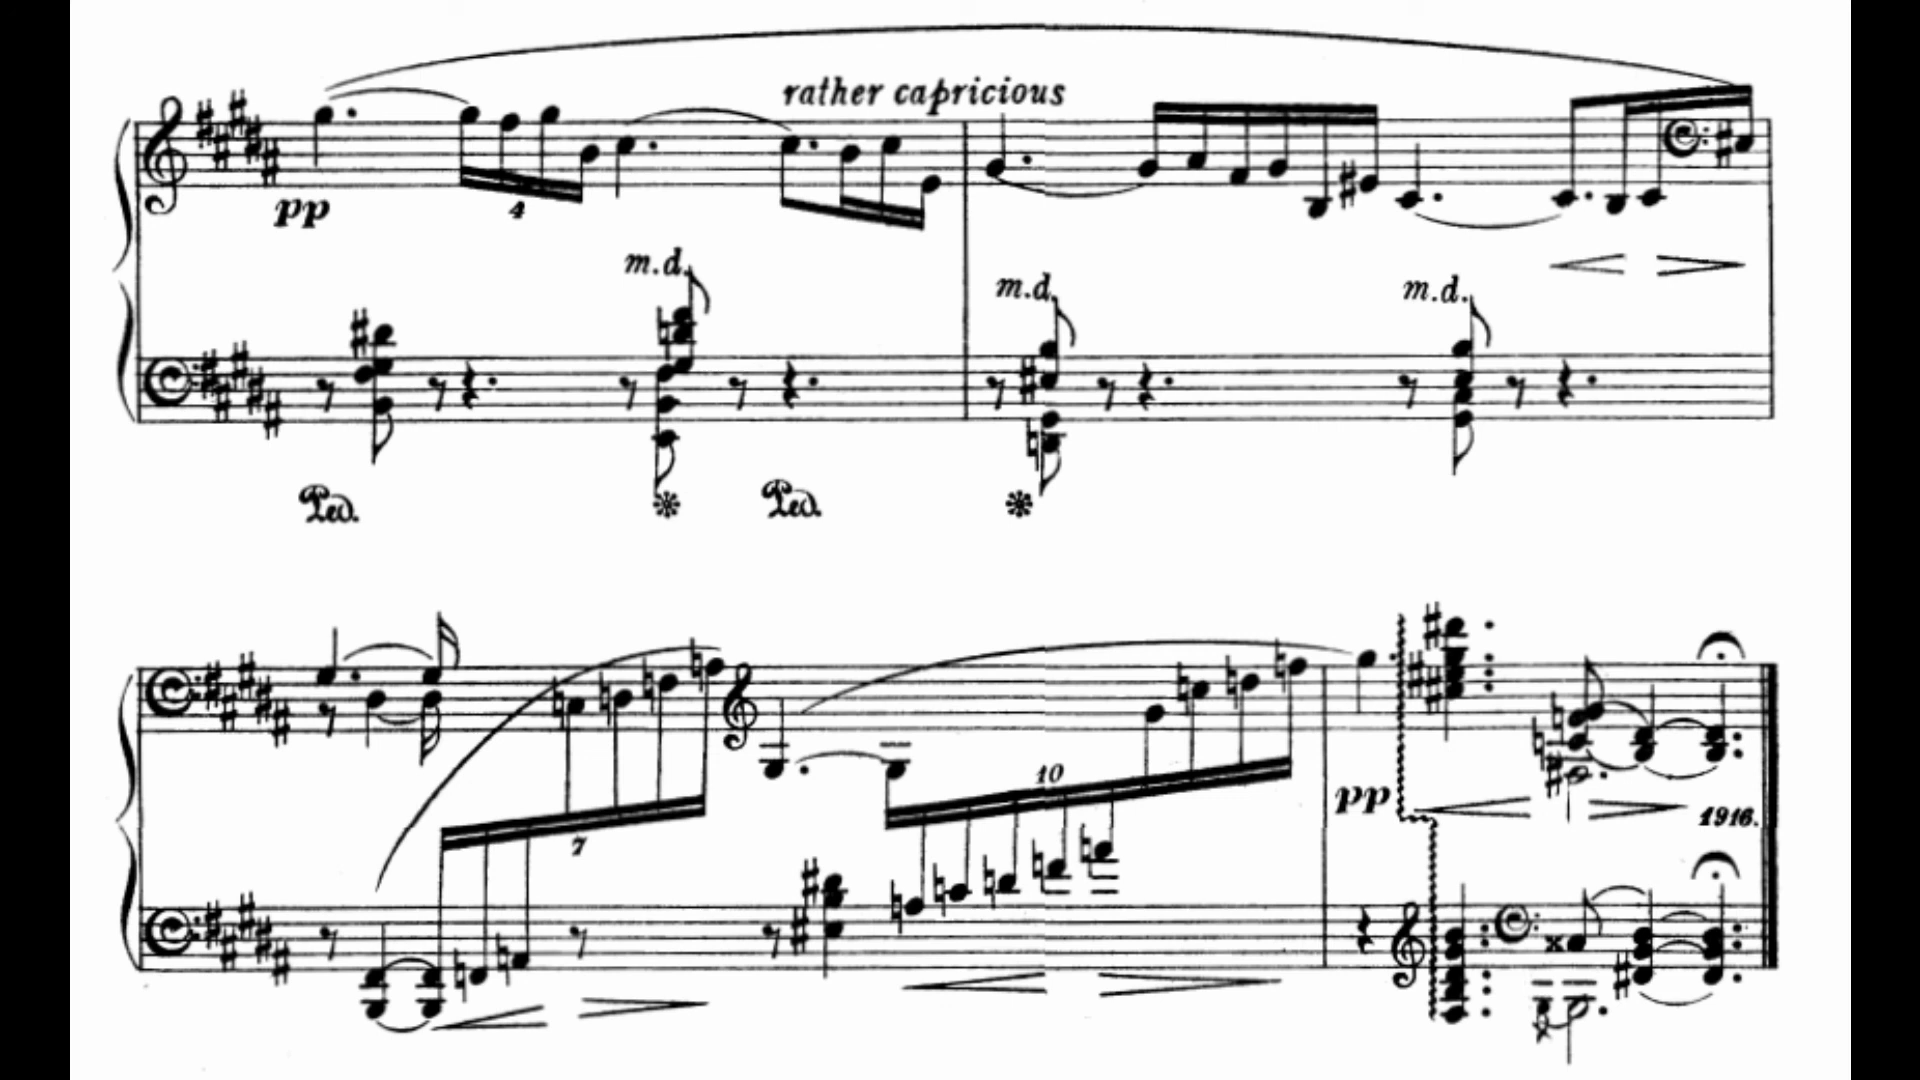 rather capricious
pp
4
m.d.
m.d.
m.d.
Ped.
Ped.
10
pp
1916.
7